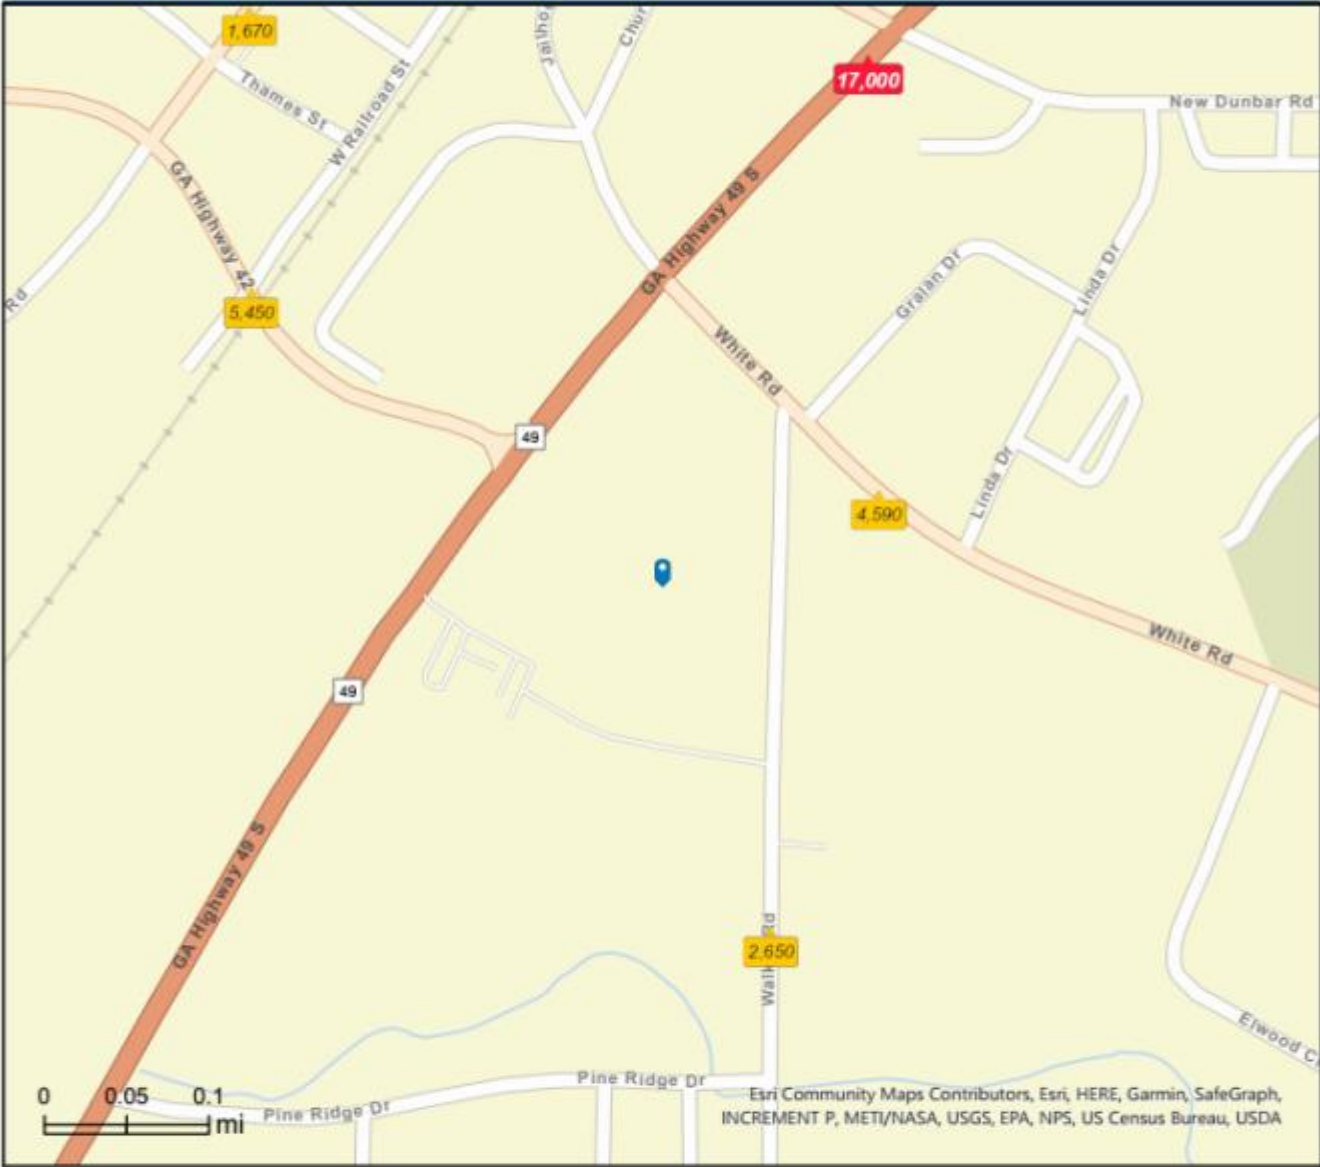 1,670
Jailho
Chur
17,000
New Dunbar Rd
Thames St
W Railroad St
GA Highway 42
GA Highway 49 S
Rd
5,450
Linda Dr
White Rd
49
Linda Dr
4,590
White Rd
49
GA Highway 49 S
2,650
Elwood C
Pine Ridge Dr
Pine Ridge Dr
0 0.05 0.1
mi
Esri Community Maps Contributors, Esri, HERE, Garmin, SafeGraph,
INCREMENT P, METI/NASA, USGS, EPA, NPS, US Census Bureau, USDA